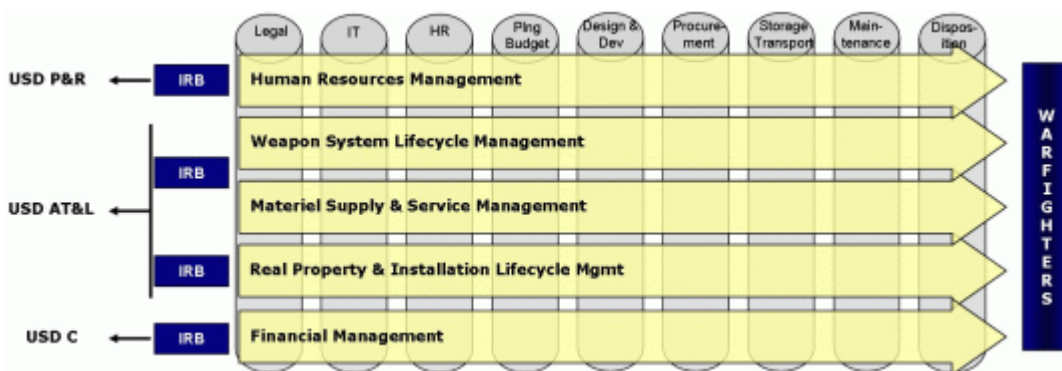 Legal
IT
HR
Plng
Budget
Design &
Dev
Procure-
ment
Storage
Transport
Main-
tenance
Dispos-
ition
USD P&R
IRB
Human Resources Management
Weapon System Lifecycle Management
IRB
USD AT&L
Materiel Supply & Service Management
IRB
Real Property & Installation Lifecycle Mgmt
USD C
IRB
Financial Management
WARFIGHTERS